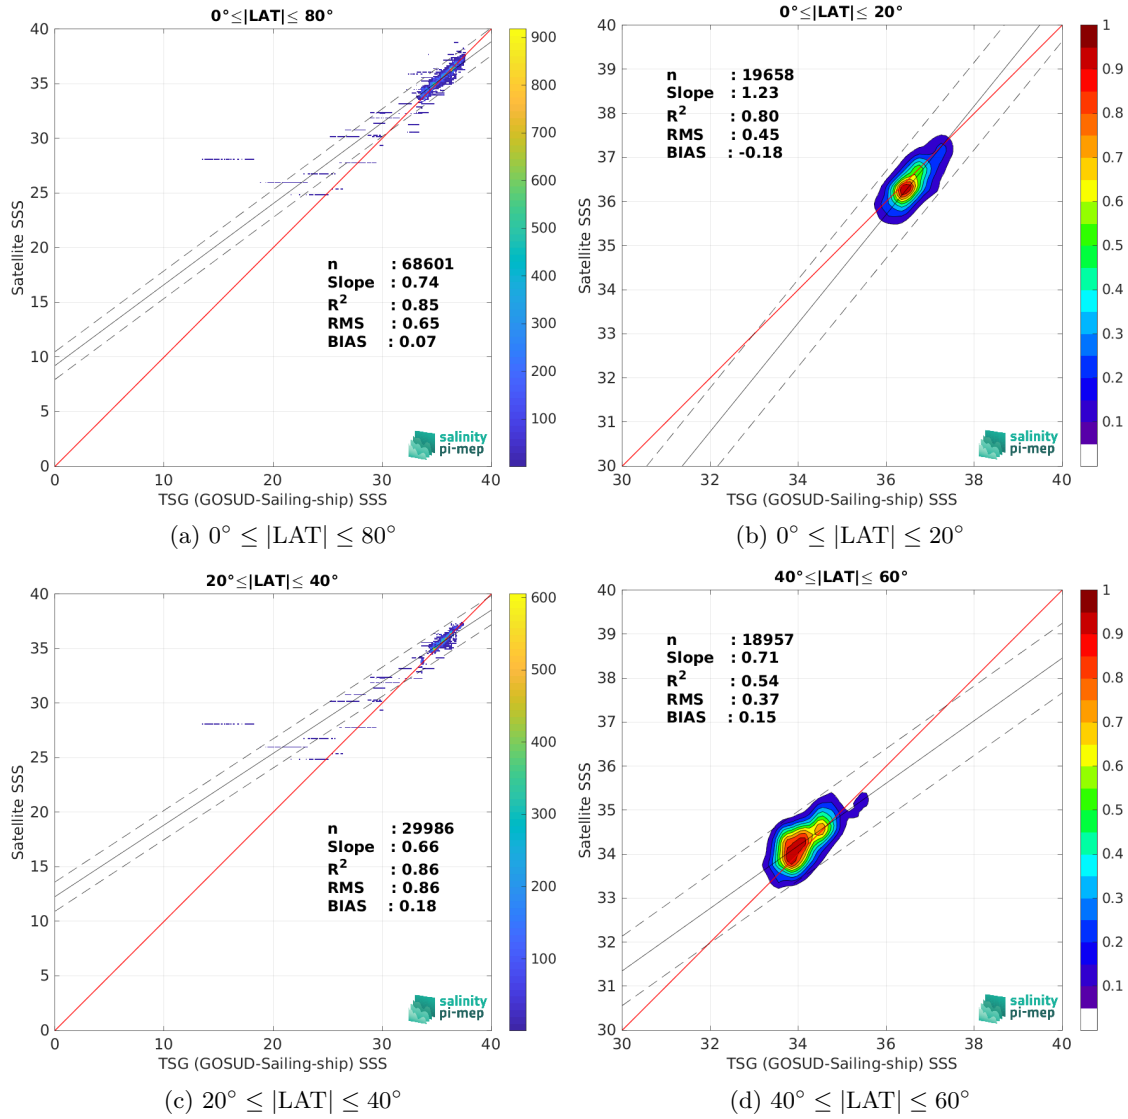 0°≤|LAT|≤ 80°
40
35
30
25
20
15
10
5
0
0
10
20
30
40
Satellite SSS
TSG (GOSUD-Sailing-ship) SSS
n : 68601
Slope : 0.74
R2 : 0.85
RMS : 0.65
BIAS : 0.07
salinity
pi-mep
900
800
700
600
500
400
300
200
100
(a) 0° ≤ |LAT| ≤ 80°
0°≤|LAT|≤ 20°
40
39
38
37
36
35
34
33
32
31
30
30
32
34
36
38
40
Satellite SSS
TSG (GOSUD-Sailing-ship) SSS
n : 19658
Slope : 1.23
R2 : 0.80
RMS : 0.45
BIAS : -0.18
salinity
pi-mep
1
0.9
0.8
0.7
0.6
0.5
0.4
0.3
0.2
0.1
(b) 0° ≤ |LAT| ≤ 20°
20°≤|LAT|≤ 40°
40
35
30
25
20
15
10
5
0
0
10
20
30
40
Satellite SSS
TSG (GOSUD-Sailing-ship) SSS
n : 29986
Slope : 0.66
R2 : 0.86
RMS : 0.86
BIAS : 0.18
salinity
pi-mep
600
500
400
300
200
100
(c) 20° ≤ |LAT| ≤ 40°
40°≤|LAT|≤ 60°
40
39
38
37
36
35
34
33
32
31
30
30
32
34
36
38
40
Satellite SSS
TSG (GOSUD-Sailing-ship) SSS
n : 18957
Slope : 0.71
R2 : 0.54
RMS : 0.37
BIAS : 0.15
salinity
pi-mep
1
0.9
0.8
0.7
0.6
0.5
0.4
0.3
0.2
0.1
(d) 40° ≤ |LAT| ≤ 60°